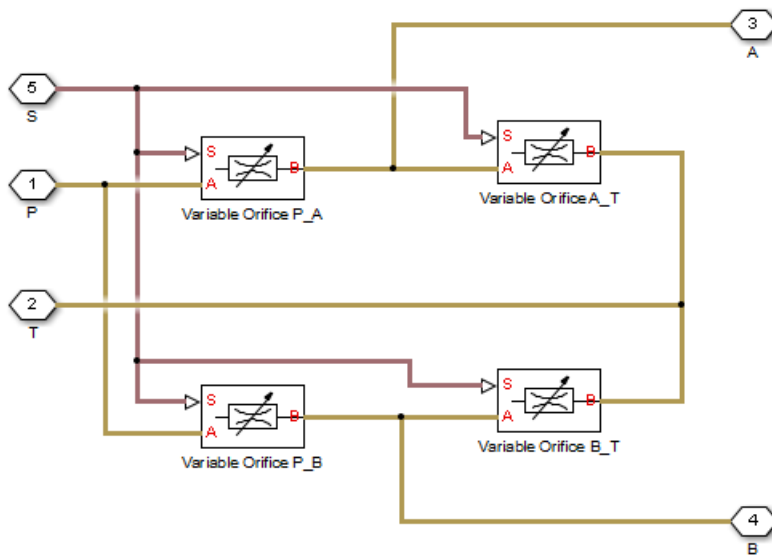 3
A
5
S
S
A
B
Variable Orifice P_A
S
A
B
Variable Orifice A_T
1
P
2
T
S
A
B
Variable Orifice P_B
S
A
B
Variable Orifice B_T
4
B